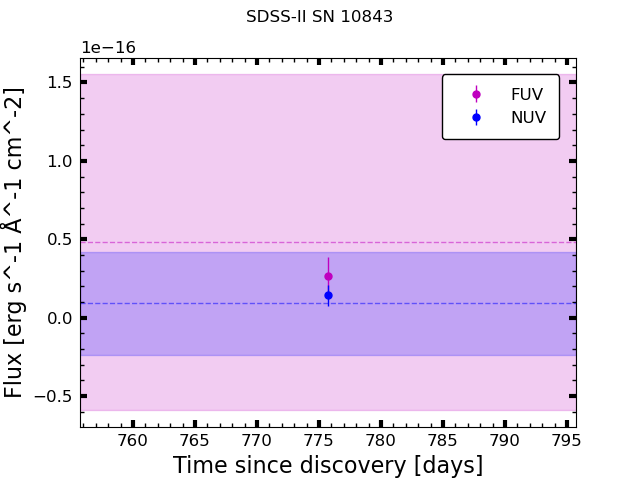 SDSS-II SN 10843
1e−16
FUV
NUV
1.5
1.0
0.5
0.0
−0.5
Flux [erg s^-1 Å^-1 cm^-2]
760 765 770 775 780 785 790 795
Time since discovery [days]